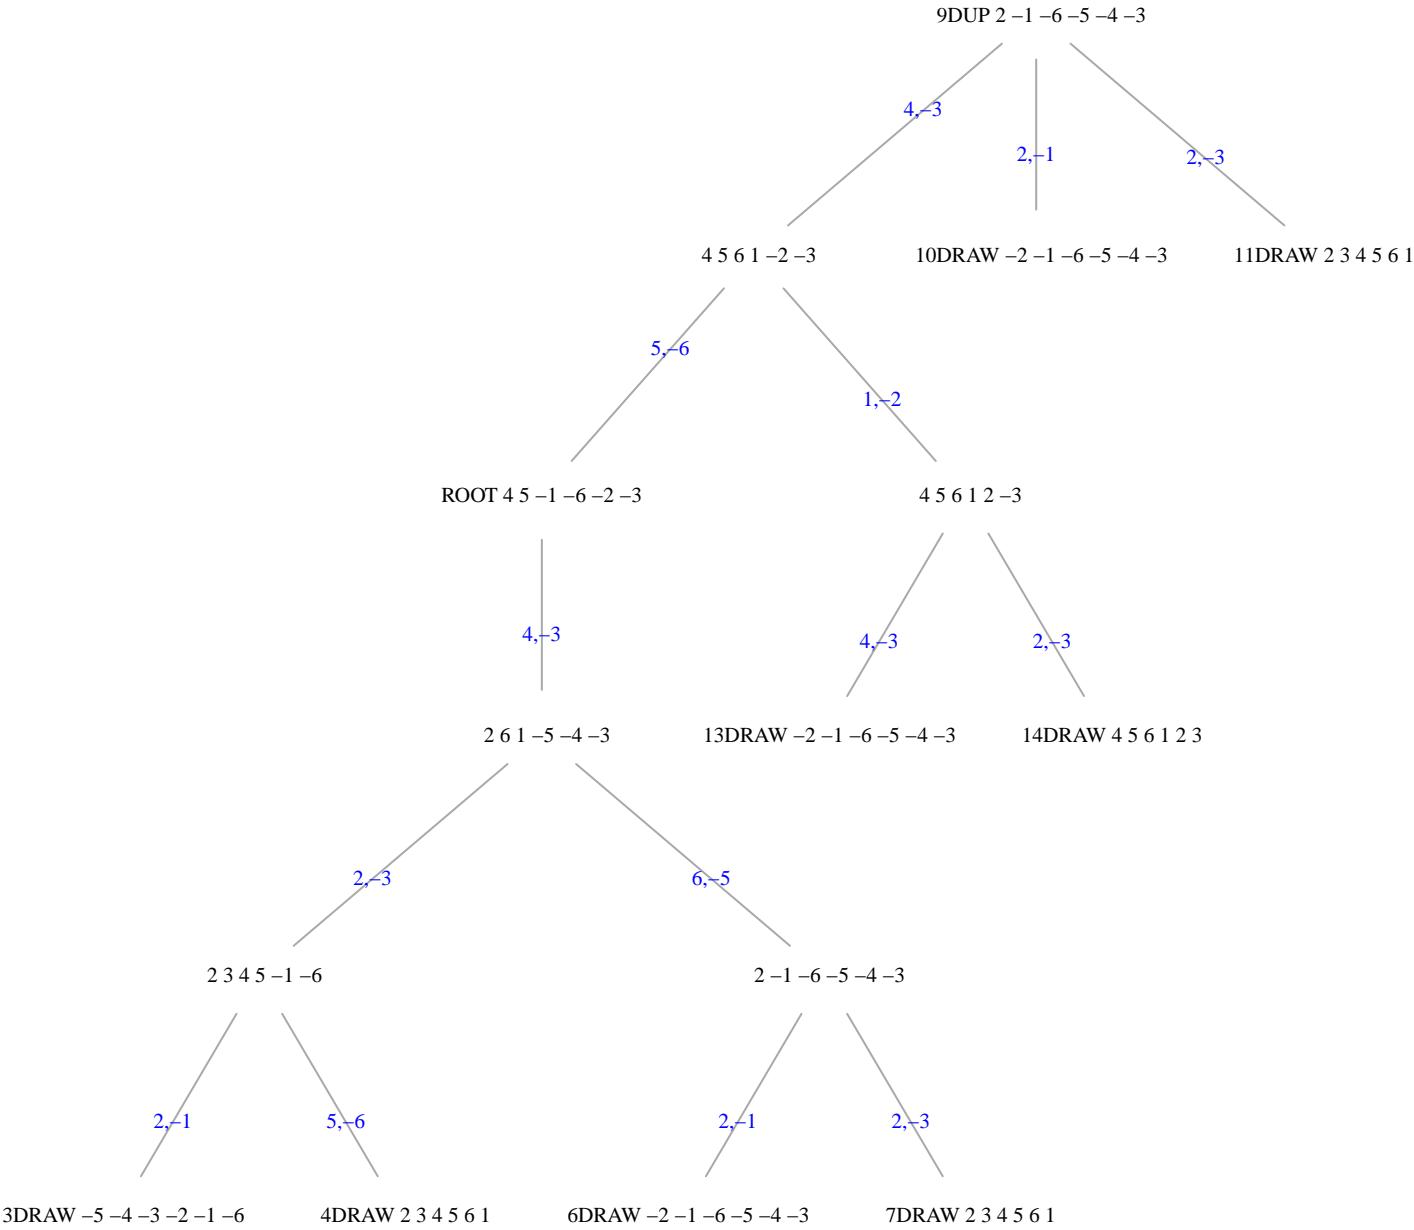 9DUP 2 –1 –6 –5 –4 –3
4,–3
2,–1
2,–3
4 5 6 1 –2 –3
10DRAW –2 –1 –6 –5 –4 –3
11DRAW 2 3 4 5 6 1
5,–6
1,–2
ROOT 4 5 –1 –6 –2 –3
4 5 6 1 2 –3
4,–3
4,–3
2,–3
2 6 1 –5 –4 –3
13DRAW –2 –1 –6 –5 –4 –3
14DRAW 4 5 6 1 2 3
2,–3
6,–5
2 3 4 5 –1 –6
2 –1 –6 –5 –4 –3
2,–1
5,–6
2,–1
2,–3
3DRAW –5 –4 –3 –2 –1 –6
4DRAW 2 3 4 5 6 1
6DRAW –2 –1 –6 –5 –4 –3
7DRAW 2 3 4 5 6 1